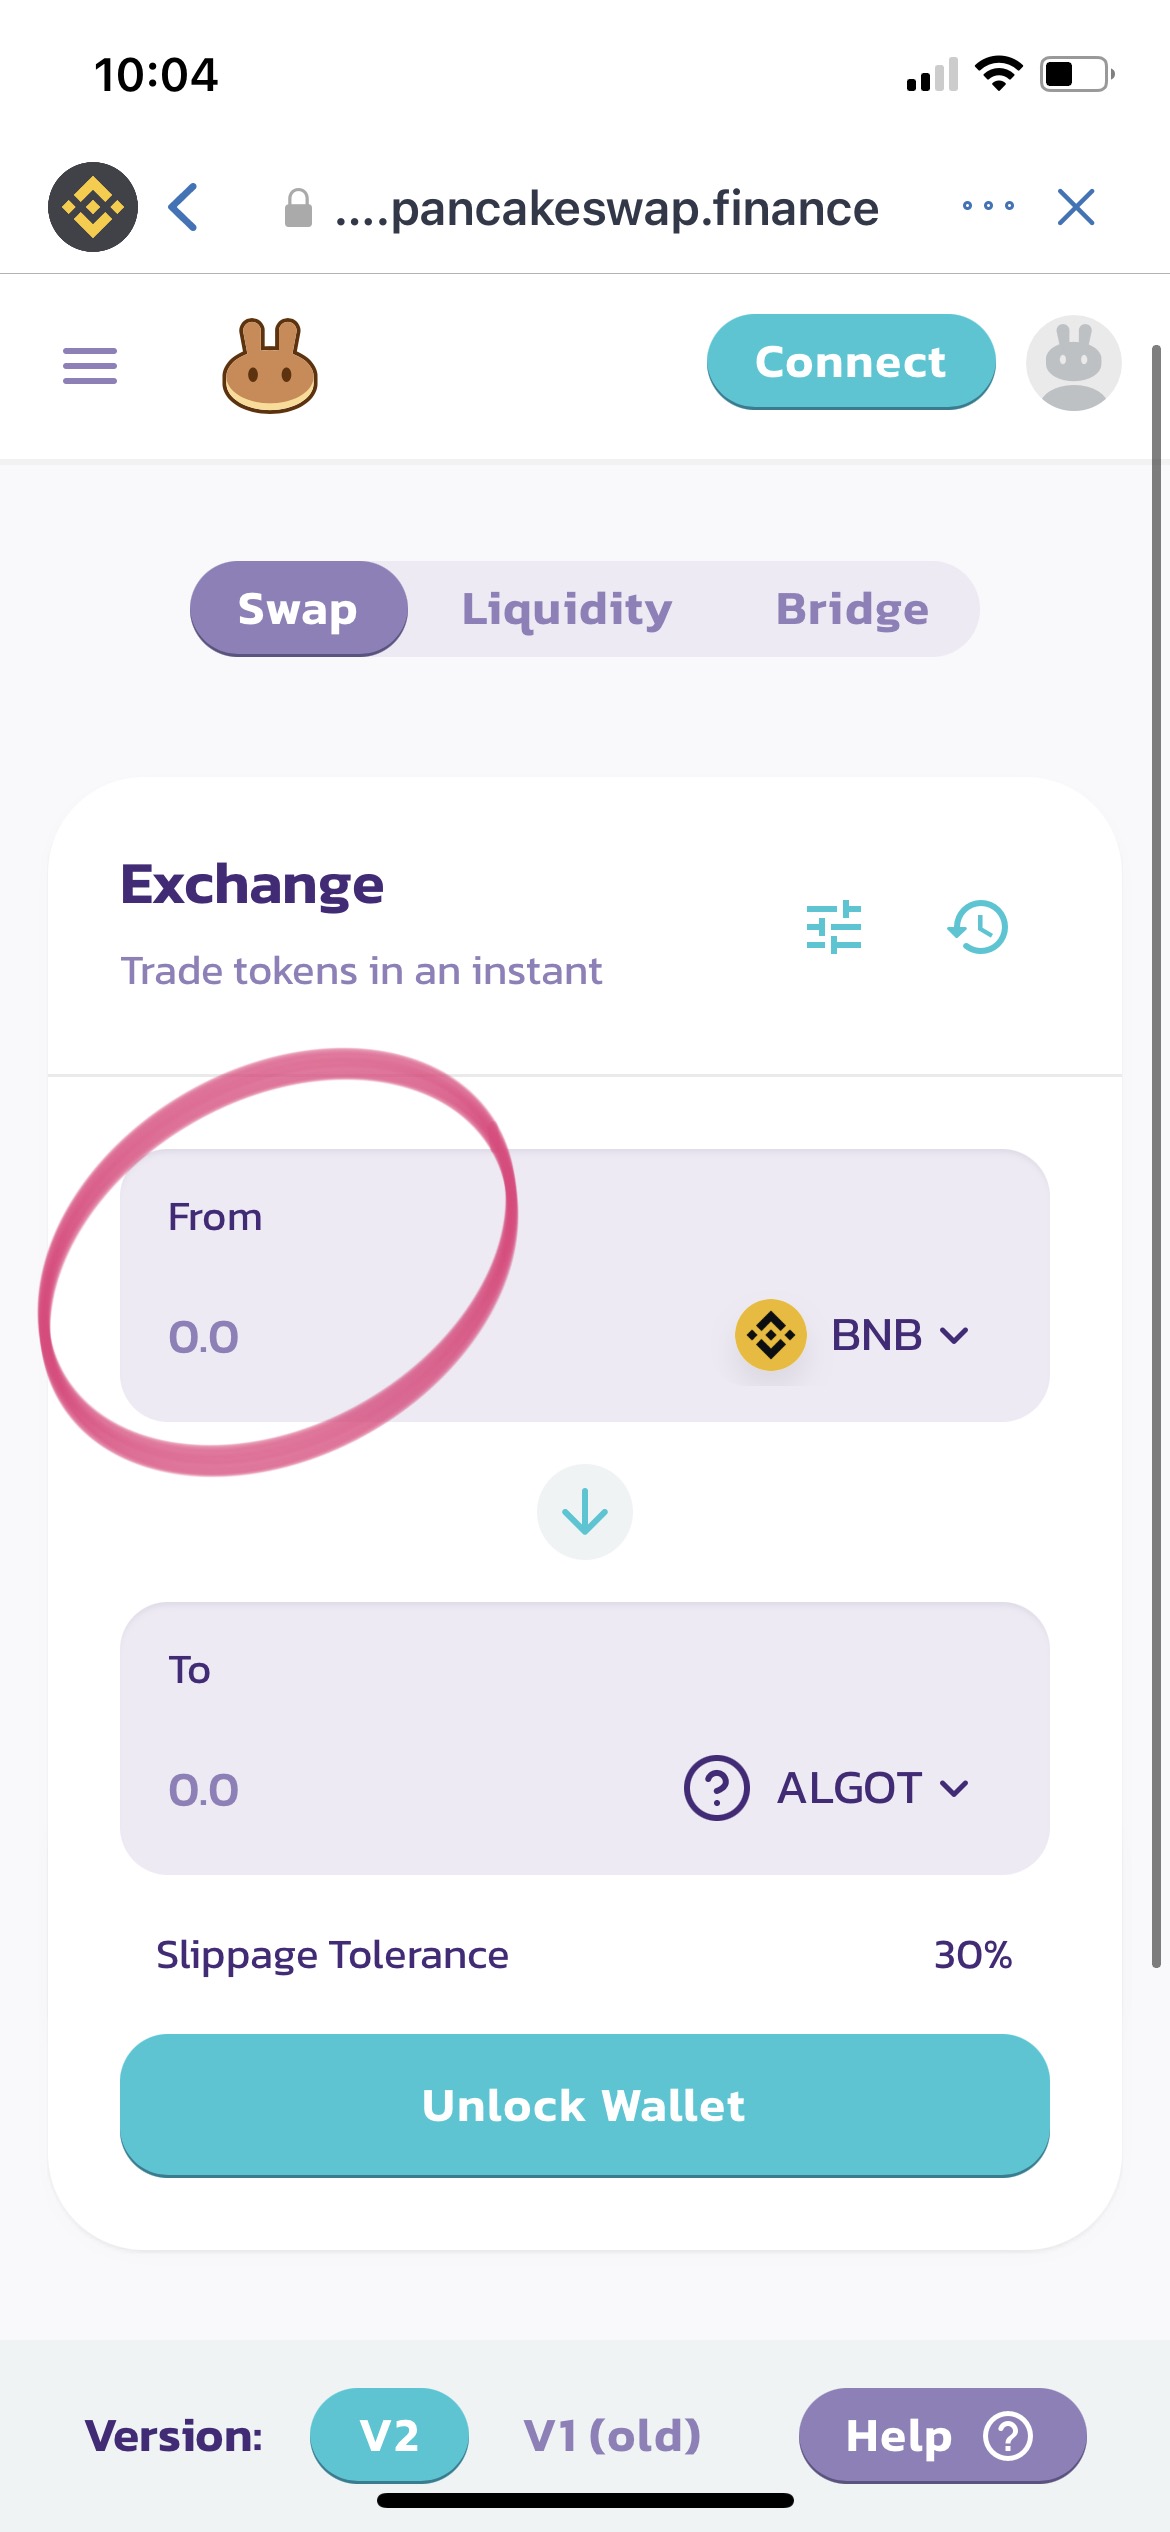 10:04
....pancakeswap.finance
Connect
Swap Liquidity Bridge
Exchange
Trade tokens in an instant
From
0.0 BNB
To
0.0 ALGOT
Slippage Tolerance 30%
Unlock Wallet
Version: V2 V1 (old) Help